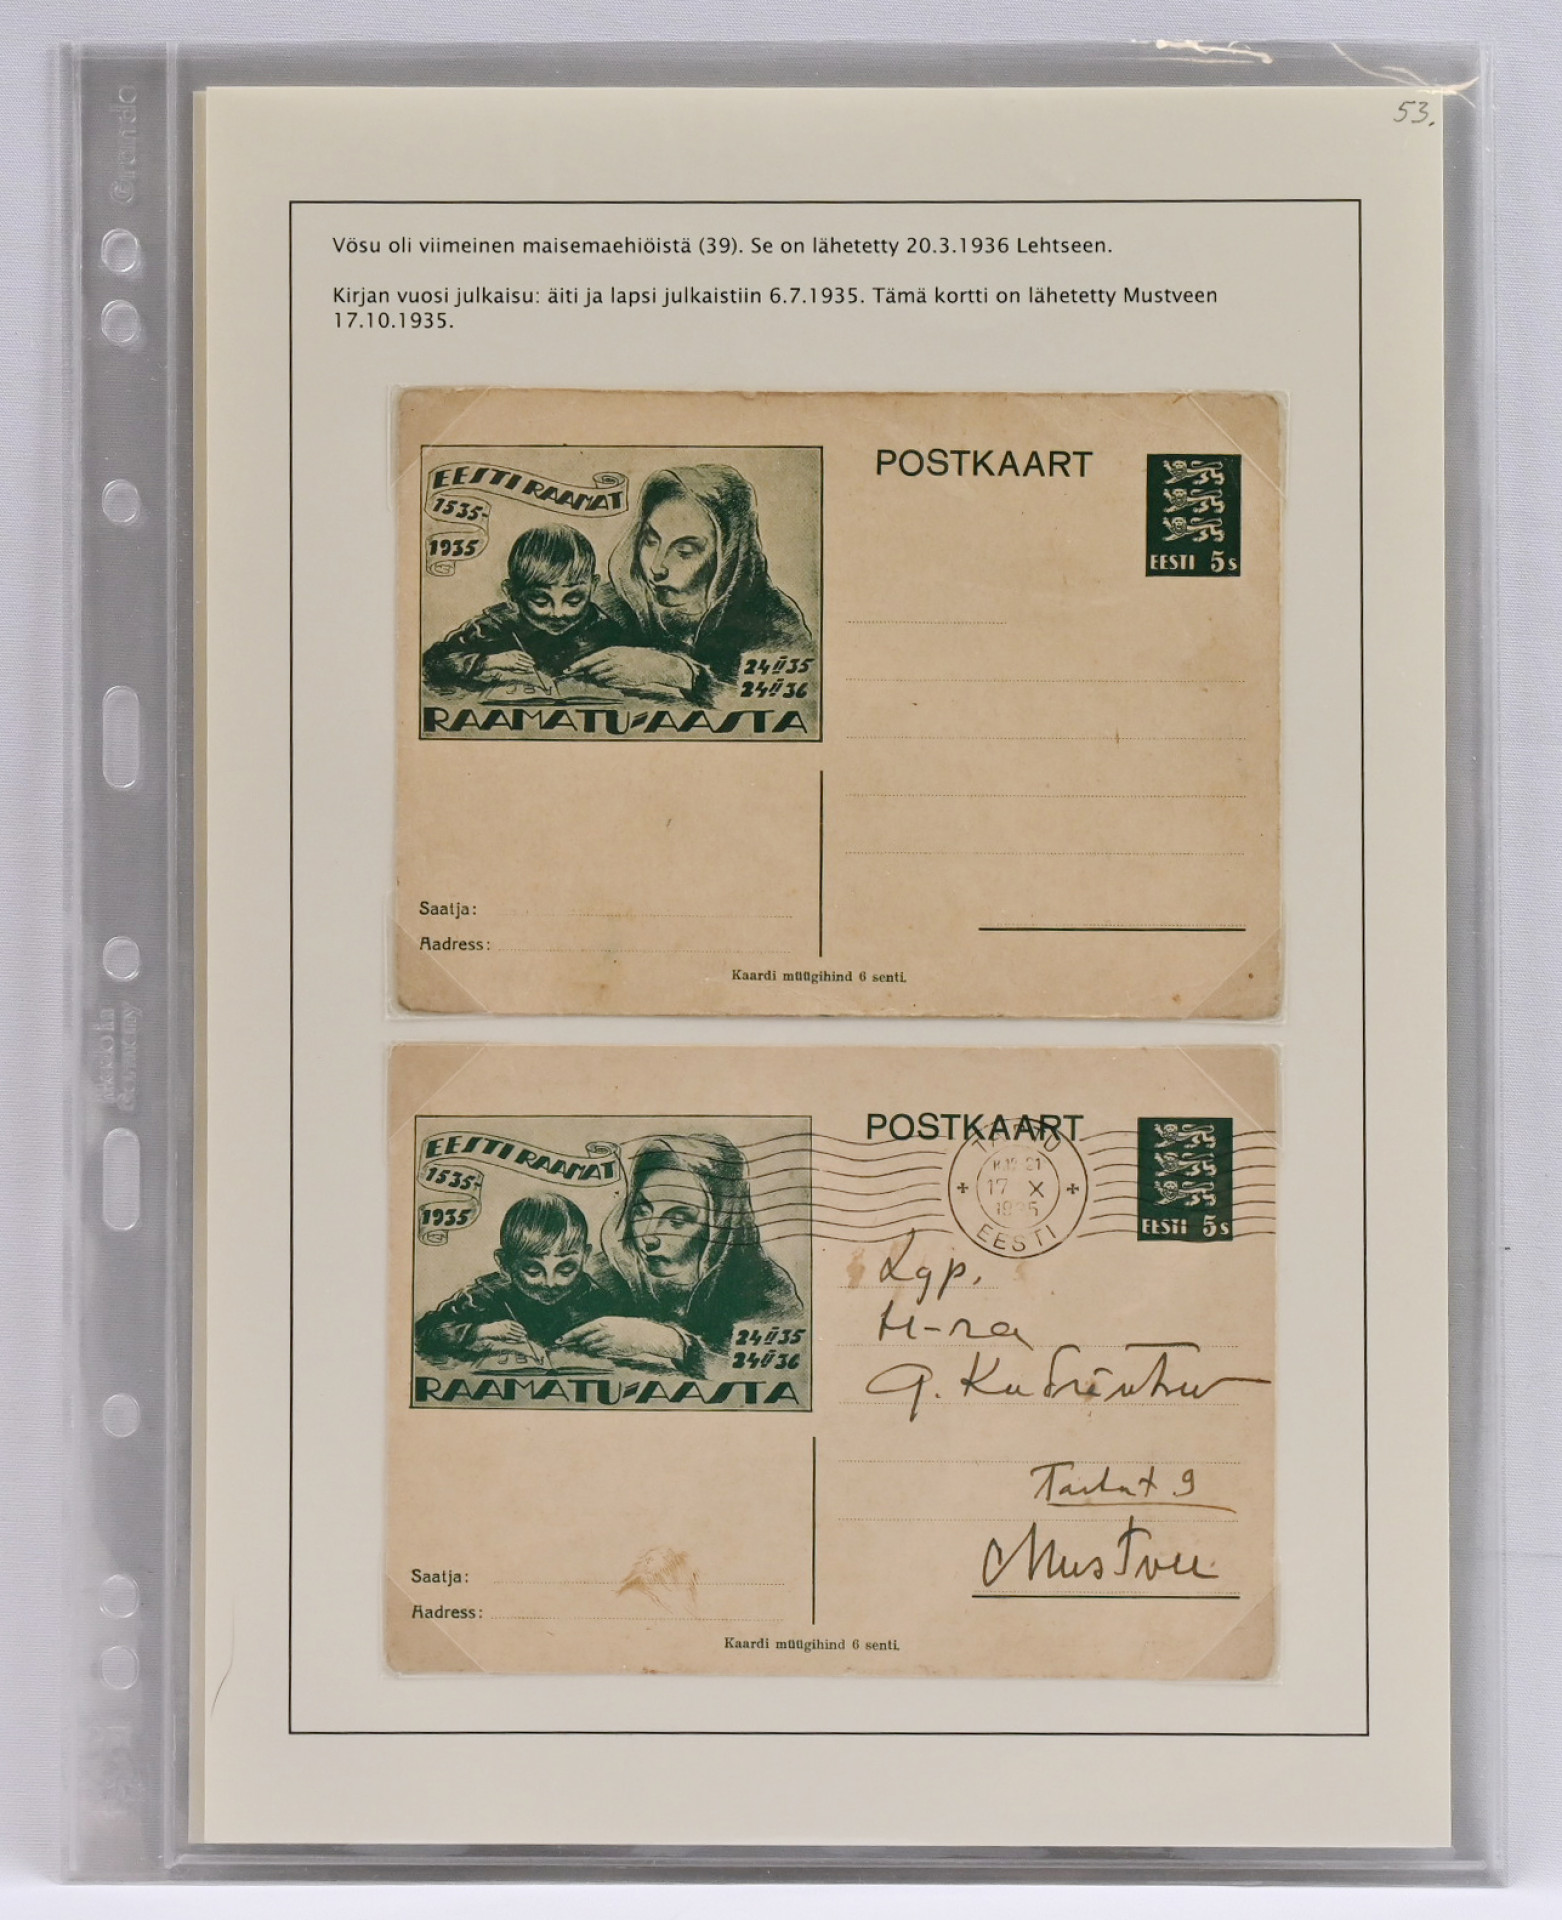 53.
Vösu oli viimeinen maisemaehiöistä (39). Se on lähetetty 20.3.1936 Lehtseen.
Kirjan vuosi julkaisu: äiti ja lapsi julkaistiin 6.7.1935. Tämä kortti on lähetetty Mustveen
17.10.1935.
POSTKAART
EESTI RAAMAT
1535-
1935
EESTI 5s
24 II 35
24 II 36
RAAMATU-AASTA
Saatja:
Aadress:
Kaardi müügihind 6 senti.
POSTKAART
EESTI RAAMAT
1535-
1935
TARTU
17 X
1935
EESTI
EESTI 5s
Lgp.
H-ra
24 II 35
24 II 36
RAAMATU-AASTA
Mustvee
Saatja:
Aadress:
Kaardi müügihind 6 senti.